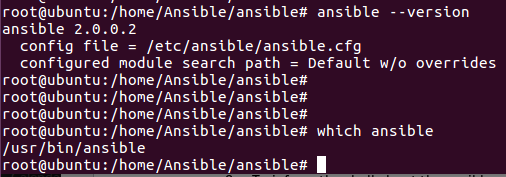 root@ubuntu:/home/Ansible/ansible# ansible --version
ansible 2.0.0.2
  config file = /etc/ansible/ansible.cfg
  configured module search path = Default w/o overrides
root@ubuntu:/home/Ansible/ansible#
root@ubuntu:/home/Ansible/ansible#
root@ubuntu:/home/Ansible/ansible#
root@ubuntu:/home/Ansible/ansible# which ansible
/usr/bin/ansible
root@ubuntu:/home/Ansible/ansible#